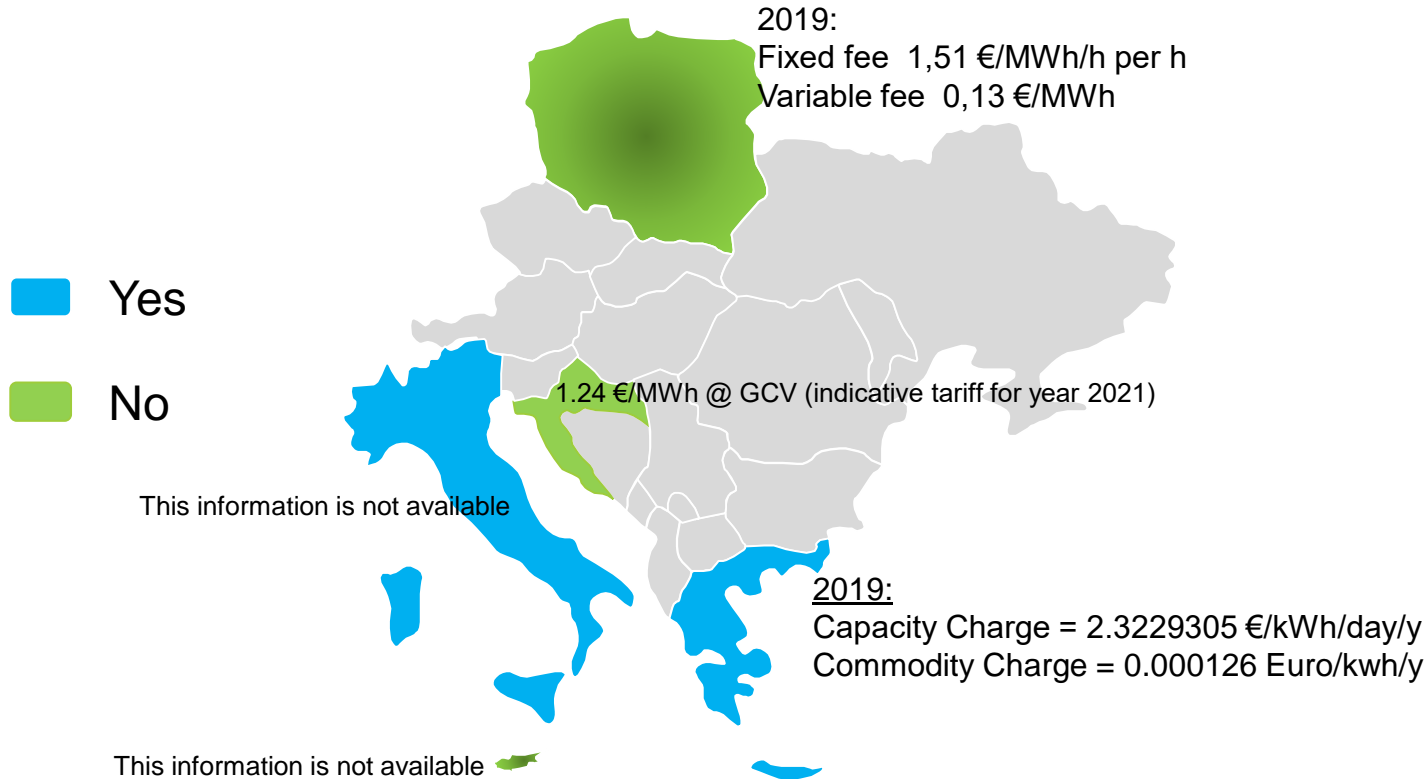 2019:
Fixed fee 1,51 €/MWh/h per h
Variable fee 0,13 €/MWh
Yes
No
1.24 €/MWh @ GCV (indicative tariff for year 2021)
This information is not available
2019:
Capacity Charge = 2.3229305 €/kWh/day/y
Commodity Charge = 0.000126 Euro/kwh/y
This information is not available